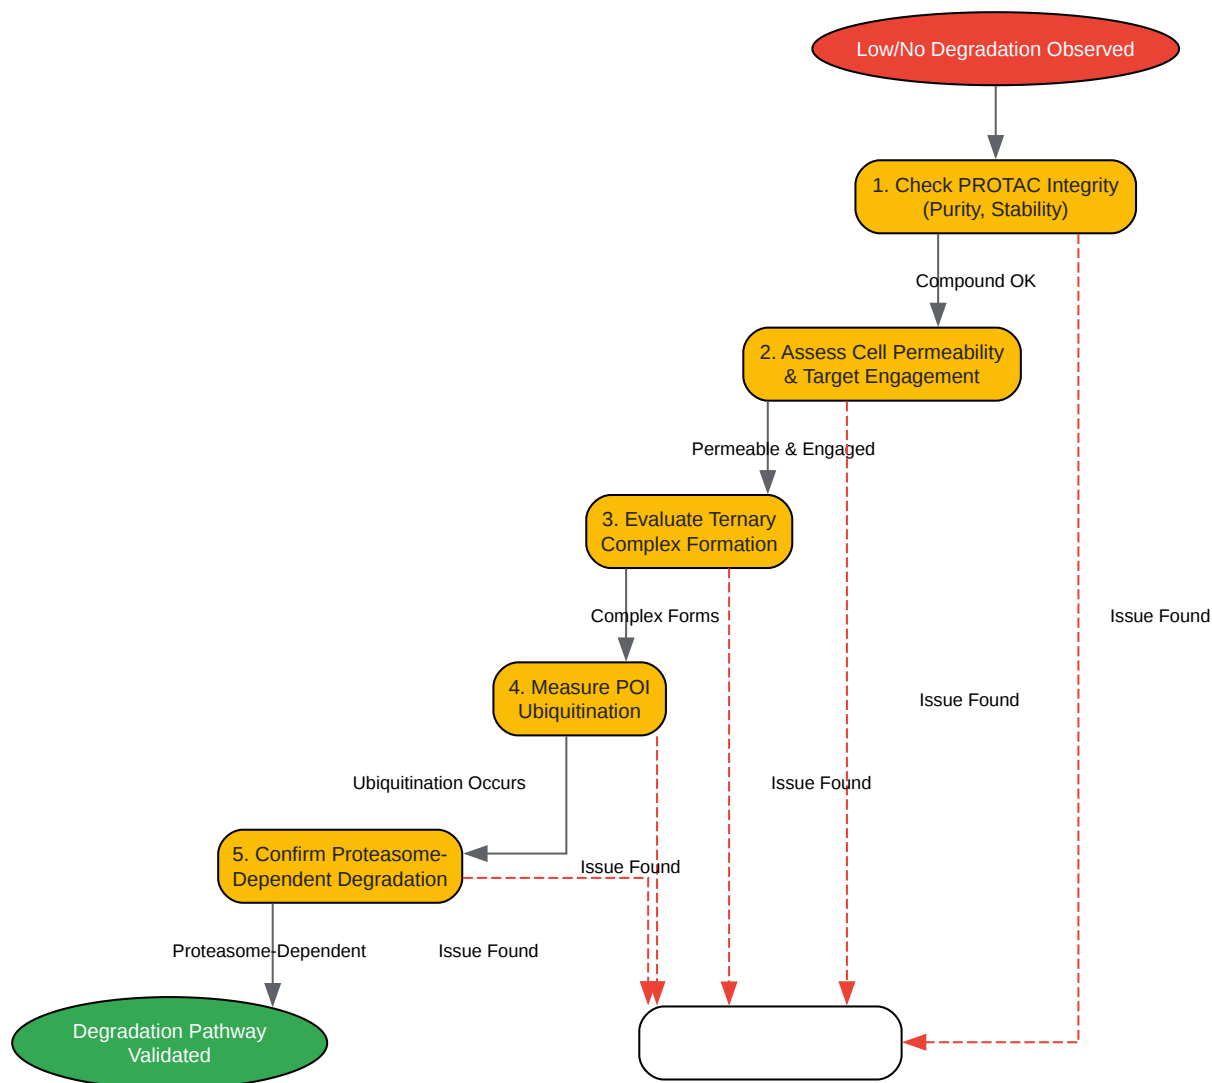 Low/No Degradation Observed
1. Check PROTAC Integrity
(Purity, Stability)
Compound OK
2. Assess Cell Permeability
& Target Engagement
Permeable & Engaged
3. Evaluate Ternary
Complex Formation
Complex Forms
Issue Found
4. Measure POI
Ubiquitination
Issue Found
Ubiquitination Occurs
Issue Found
5. Confirm Proteasome-
Dependent Degradation
Issue Found
Proteasome-Dependent
Issue Found
Degradation Pathway
Validated